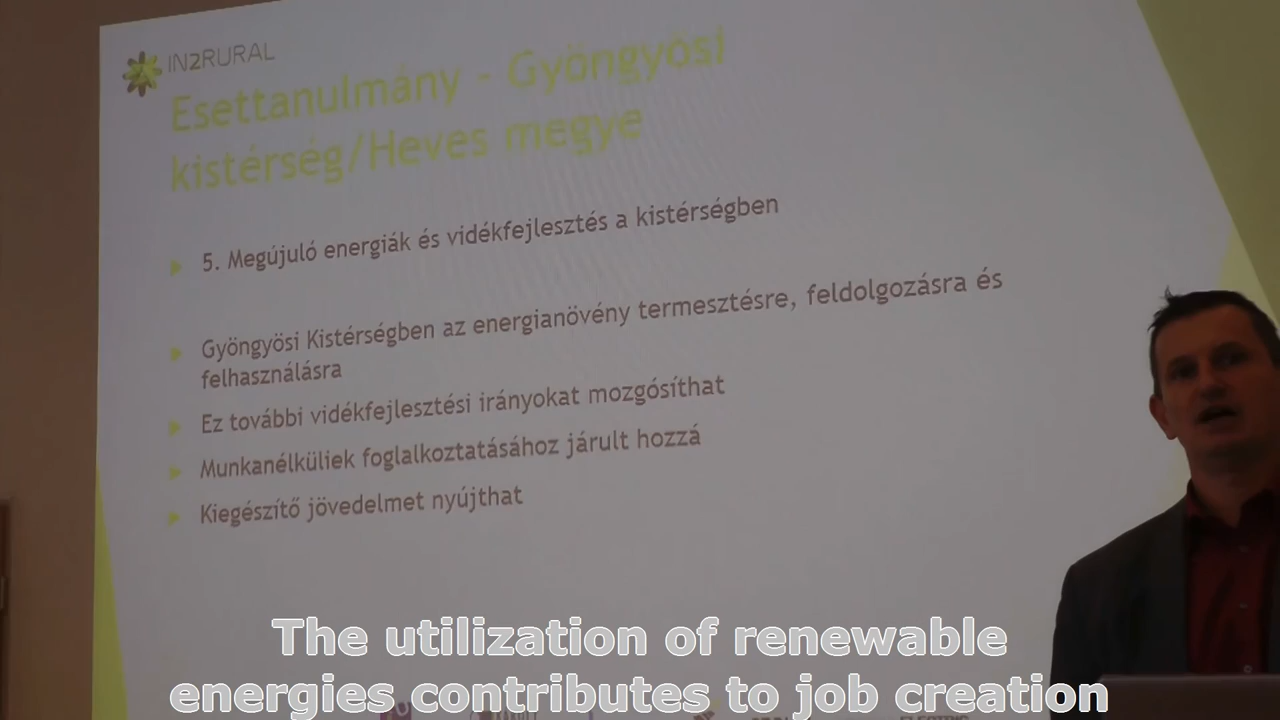 IN2RURAL
Esettanulmány - Gyöngyösi
kistérség/Heves megye
5. Megújuló energiák és vidékfejlesztés a kistérségben
Gyöngyösi Kistérségben az energianövény termesztésre, feldolgozásra és
felhasználásra
Ez további vidékfejlesztési irányokat mozgósíthat
Munkanélküliek foglalkoztatásához járult hozzá
Kiegészítő jövedelmet nyújthat
The utilization of renewable
energies contributes to job creation